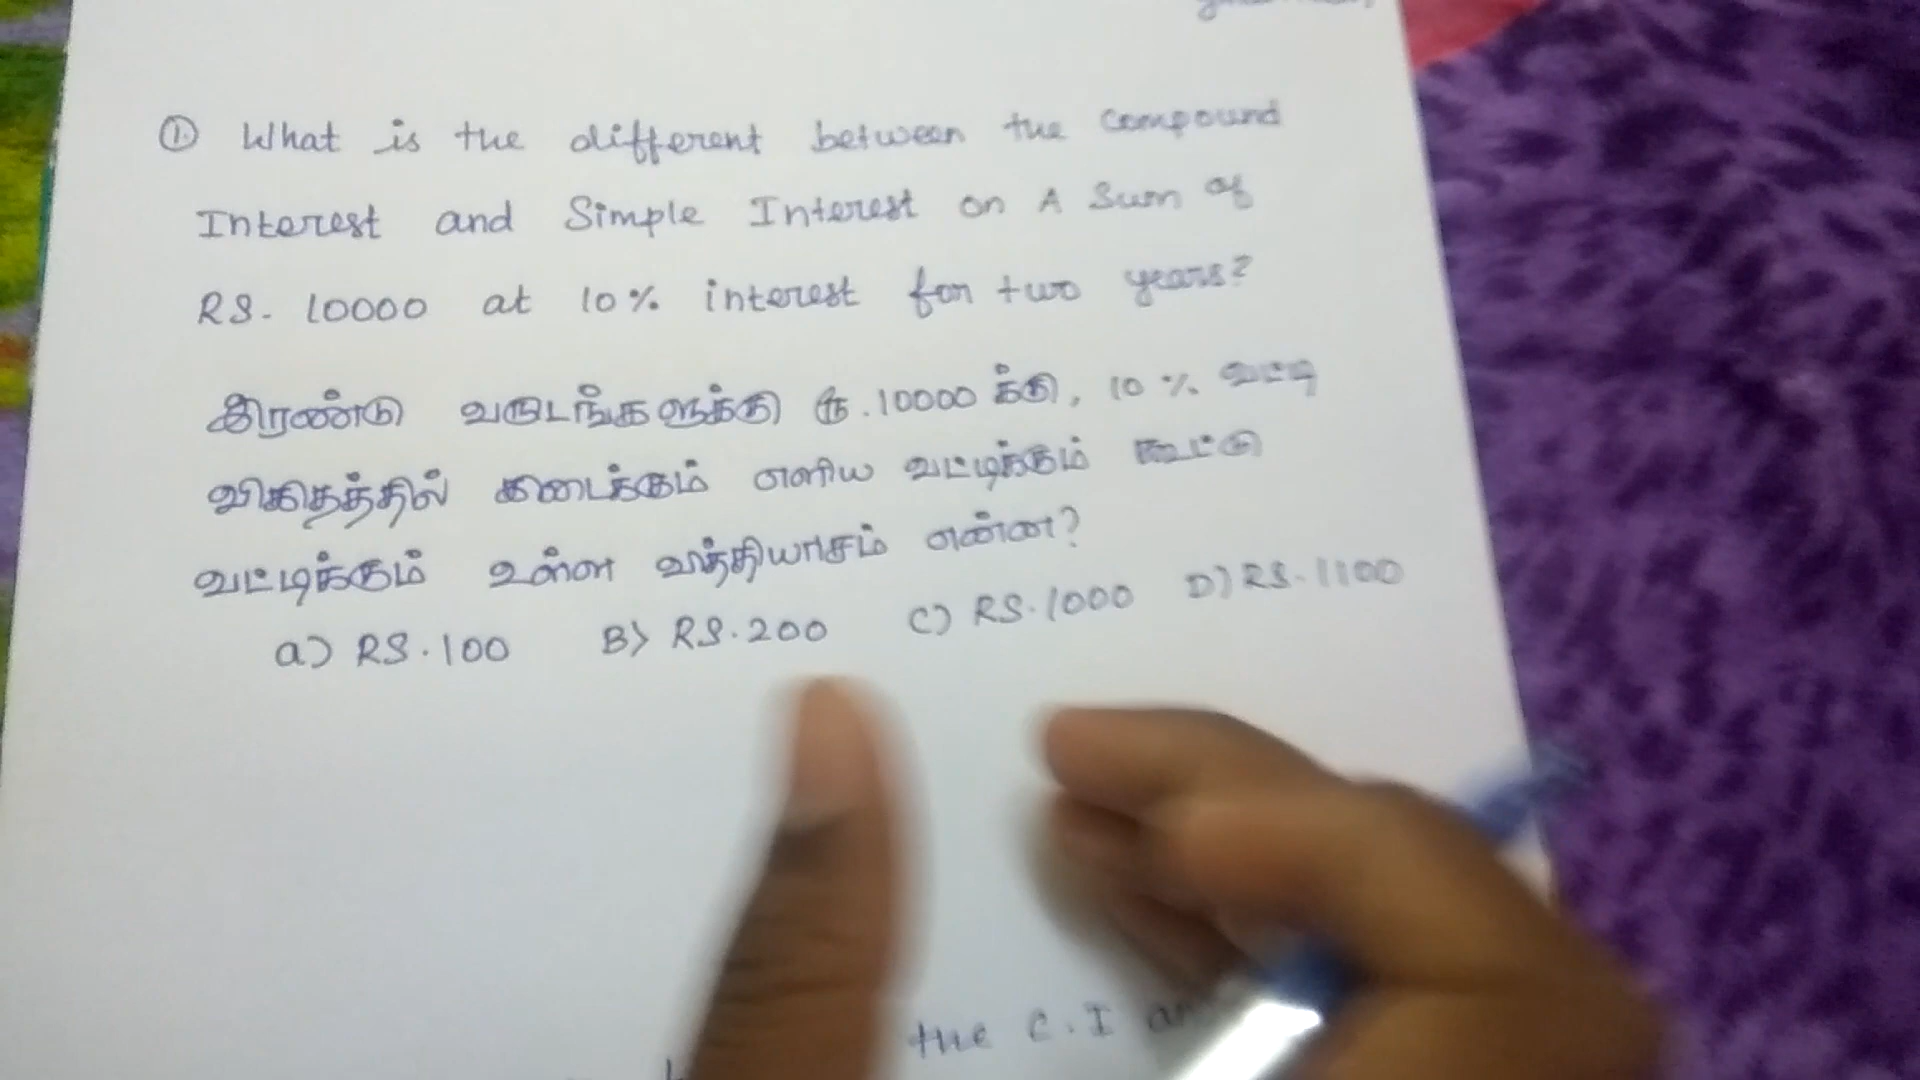 ① What is the different between the compound
Interest and Simple Interest on A Sum of
RS. 10000 at 10% interest for two years?
இரண்டு வருடங்களுக்கு ரூ.10000 க்கு, 10 % வட்டி
விகிதத்தில் கிடைக்கும் எளிய வட்டிக்கும் கூட்டு
வட்டிக்கும் உள்ள வித்தியாசம் என்ன?
a) RS.100 B) RS.200 C) RS.1000 D) RS.1100
the C.I